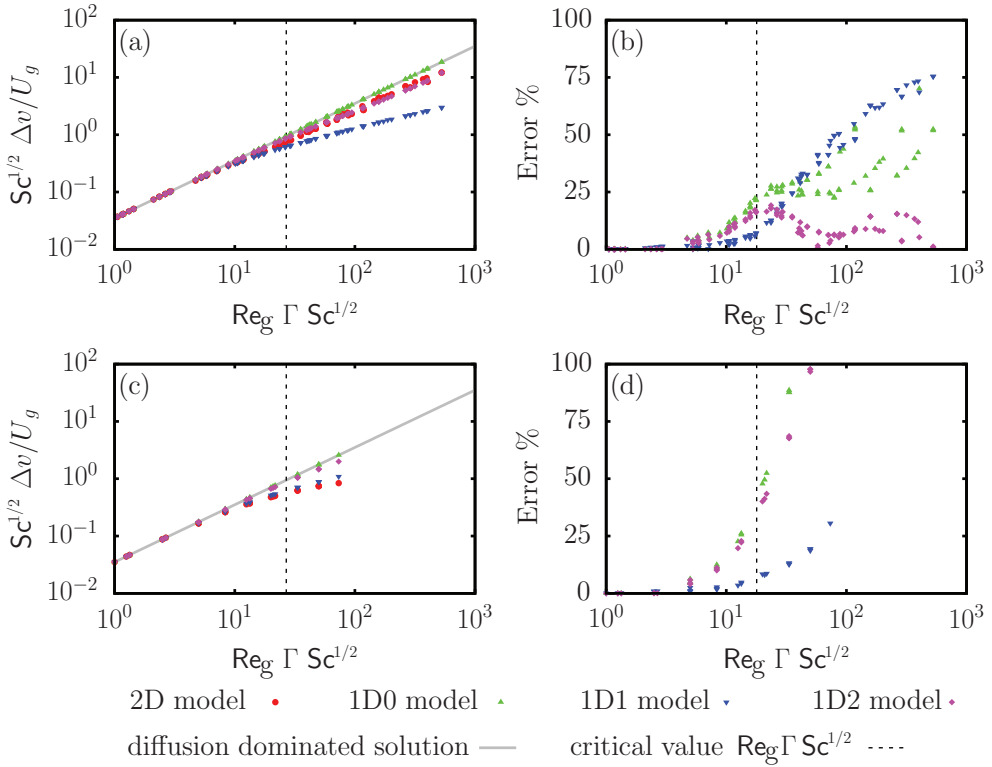 (a)
Sc^{1/2} Δv/U_g
10^2
10^1
10^0
10^{-1}
10^{-2}
10^0 10^1 10^2 10^3
Re_g Γ Sc^{1/2}
(b)
Error %
100
75
50
25
0
10^0 10^1 10^2 10^3
Re_g Γ Sc^{1/2}
(c)
Sc^{1/2} Δv/U_g
10^2
10^1
10^0
10^{-1}
10^{-2}
10^0 10^1 10^2 10^3
Re_g Γ Sc^{1/2}
(d)
Error %
100
75
50
25
0
10^0 10^1 10^2 10^3
Re_g Γ Sc^{1/2}
2D model 1D0 model 1D1 model 1D2 model
diffusion dominated solution critical value Re_g Γ Sc^{1/2}